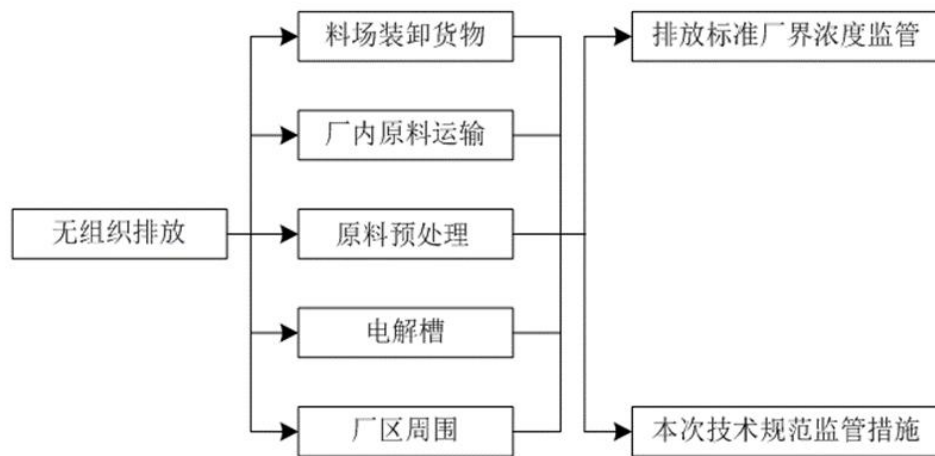 无组织排放
料场装卸货物
厂内原料运输
原料预处理
电解槽
厂区周围
排放标准厂界浓度监管
本次技术规范监管措施